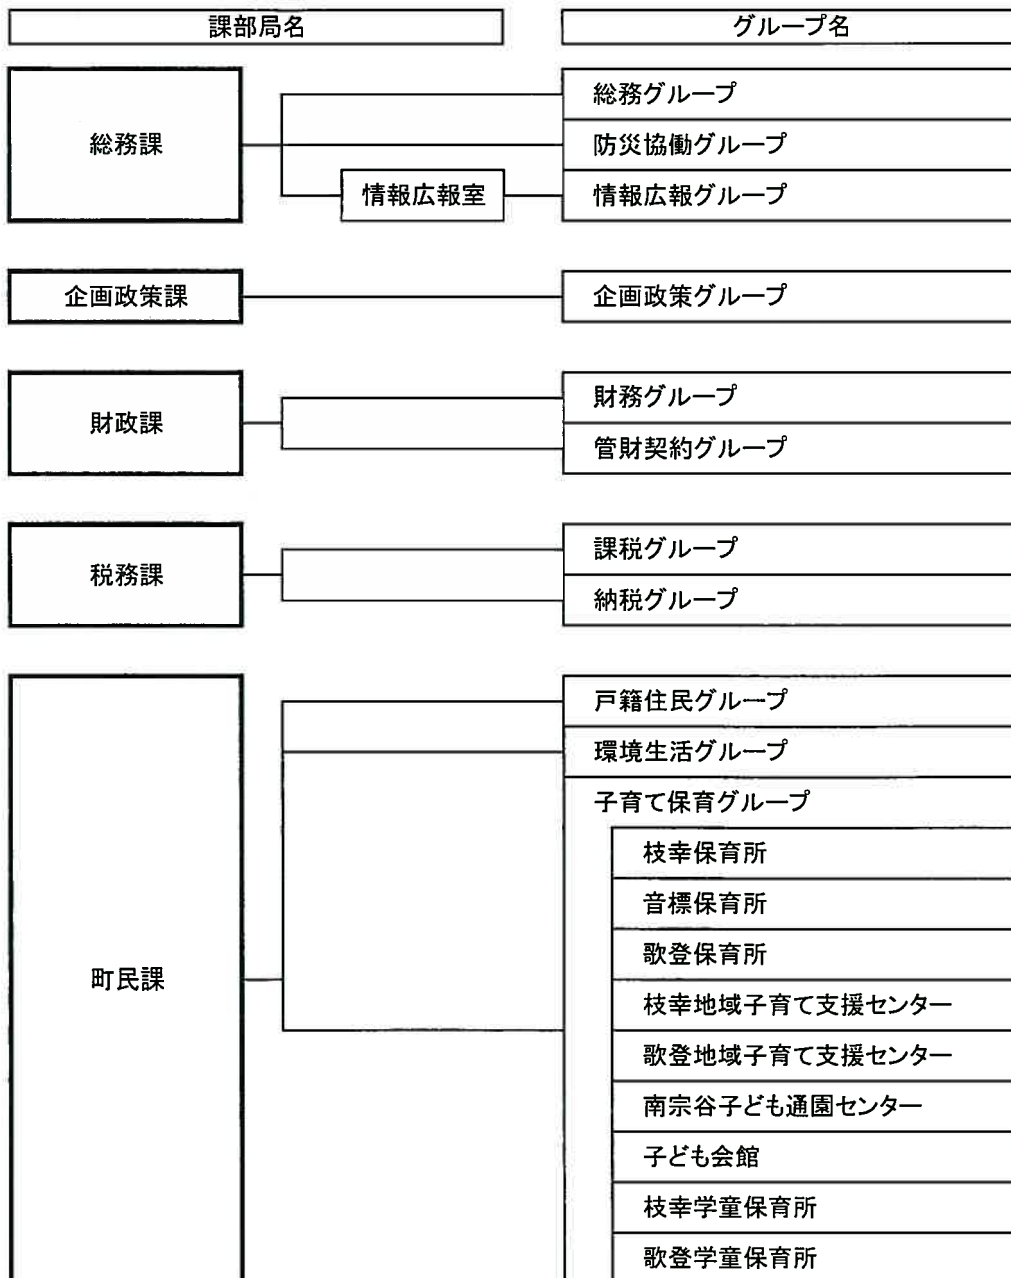 課部局名 グループ名
総務課
総務グループ
防災協働グループ
情報広報室 情報広報グループ
企画政策課 企画政策グループ
財政課
財務グループ
管財契約グループ
税務課
課税グループ
納税グループ
町民課
戸籍住民グループ
環境生活グループ
子育て保育グループ
枝幸保育所
音標保育所
歌登保育所
枝幸地域子育て支援センター
歌登地域子育て支援センター
南宗谷子ども通園センター
子ども会館
枝幸学童保育所
歌登学童保育所